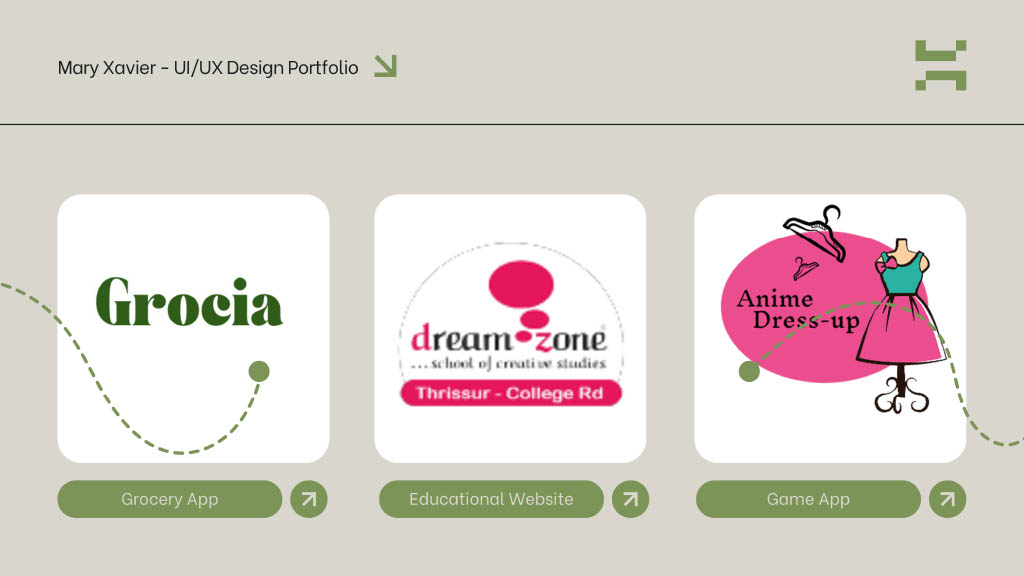 Mary Xavier - UI/UX Design Portfolio
Grocia
dream zone
...school of creative studies
Thrissur - College Rd
Anime
Dress-up
Grocery App
Educational Website
Game App